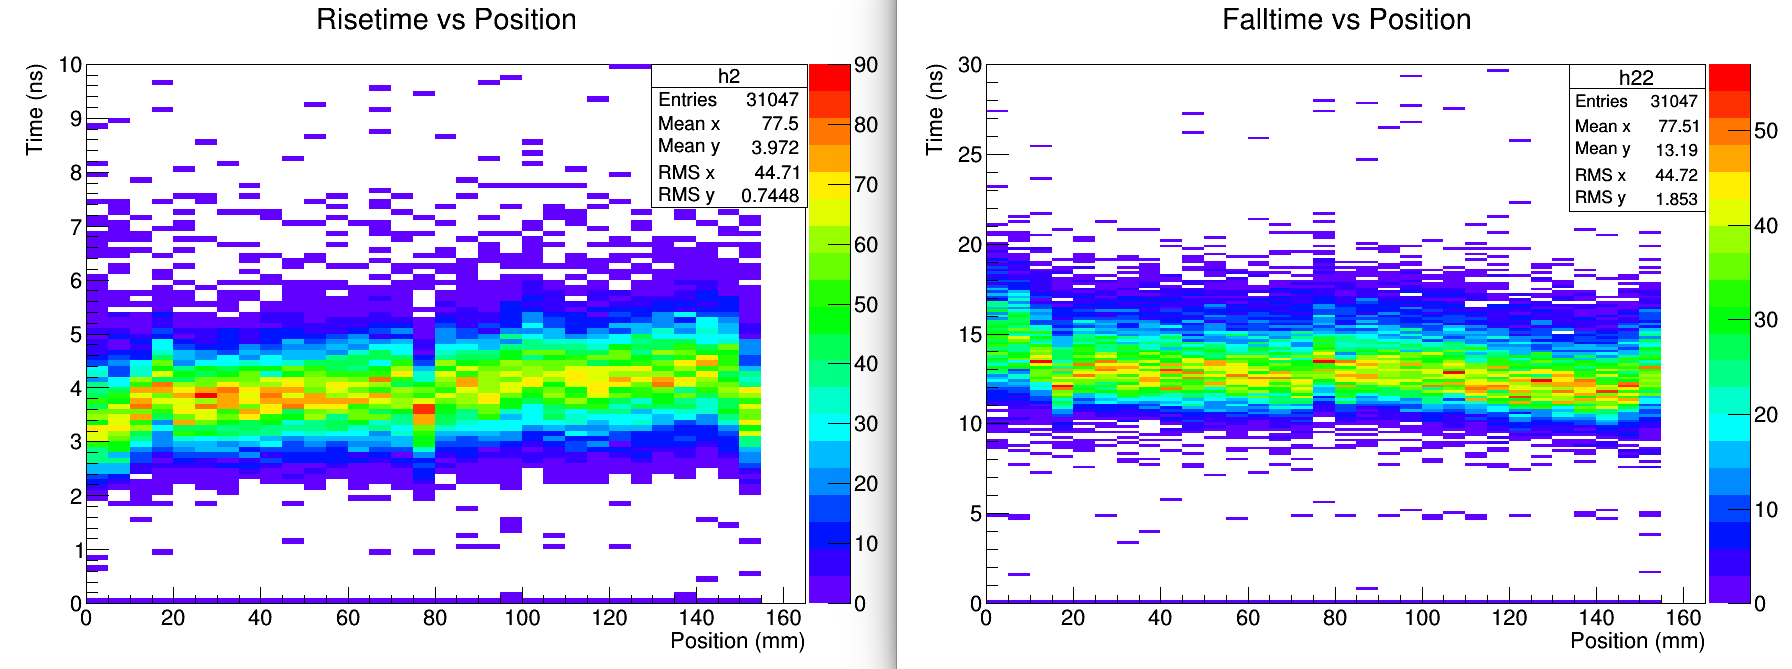 Risetime vs Position
Time (ns)
10
9
8
7
6
5
4
3
2
1
0
h2
Entries 31047
Mean x 77.5
Mean y 3.972
RMS x 44.71
RMS y 0.7448
90
80
70
60
50
40
30
20
10
0
0 20 40 60 80 100 120 140 160
Position (mm)
Falltime vs Position
Time (ns)
30
25
20
15
10
5
0
h22
Entries 31047
Mean x 77.51
Mean y 13.19
RMS x 44.72
RMS y 1.853
50
40
30
20
10
0
0 20 40 60 80 100 120 140 160
Position (mm)